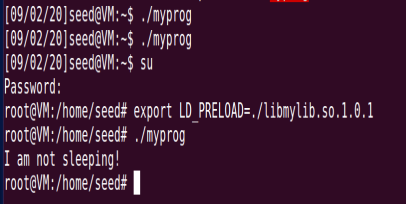 [09/02/20]seed@VM:~$ ./myprog
[09/02/20]seed@VM:~$ ./myprog
[09/02/20]seed@VM:~$ su
Password:
root@VM:/home/seed# export LD_PRELOAD=./libmylib.so.1.0.1
root@VM:/home/seed# ./myprog
I am not sleeping!
root@VM:/home/seed#